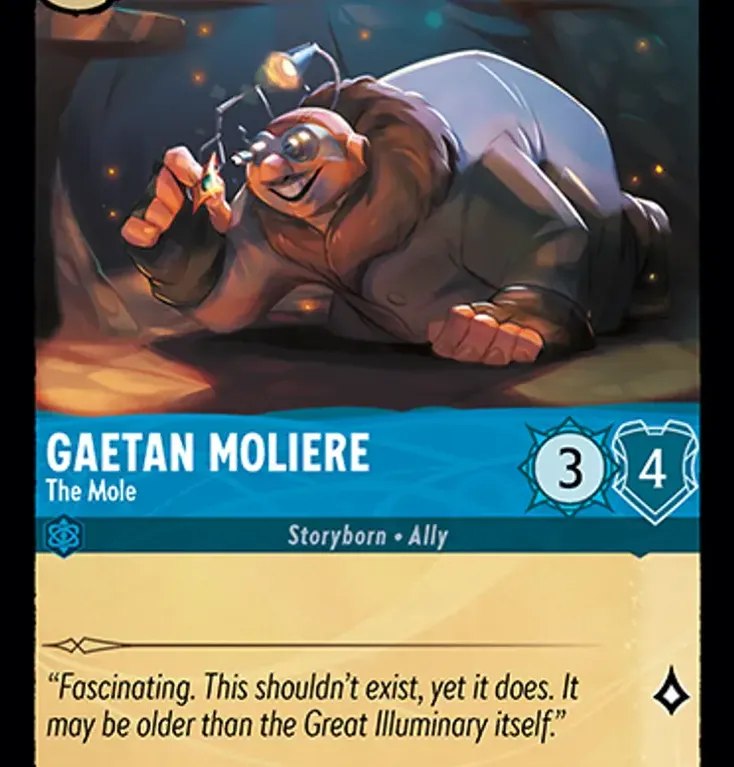 GAETAN MOLIERE
The Mole
3
4
Storyborn • Ally
“Fascinating. This shouldn’t exist, yet it does. It
may be older than the Great Illuminary itself.”